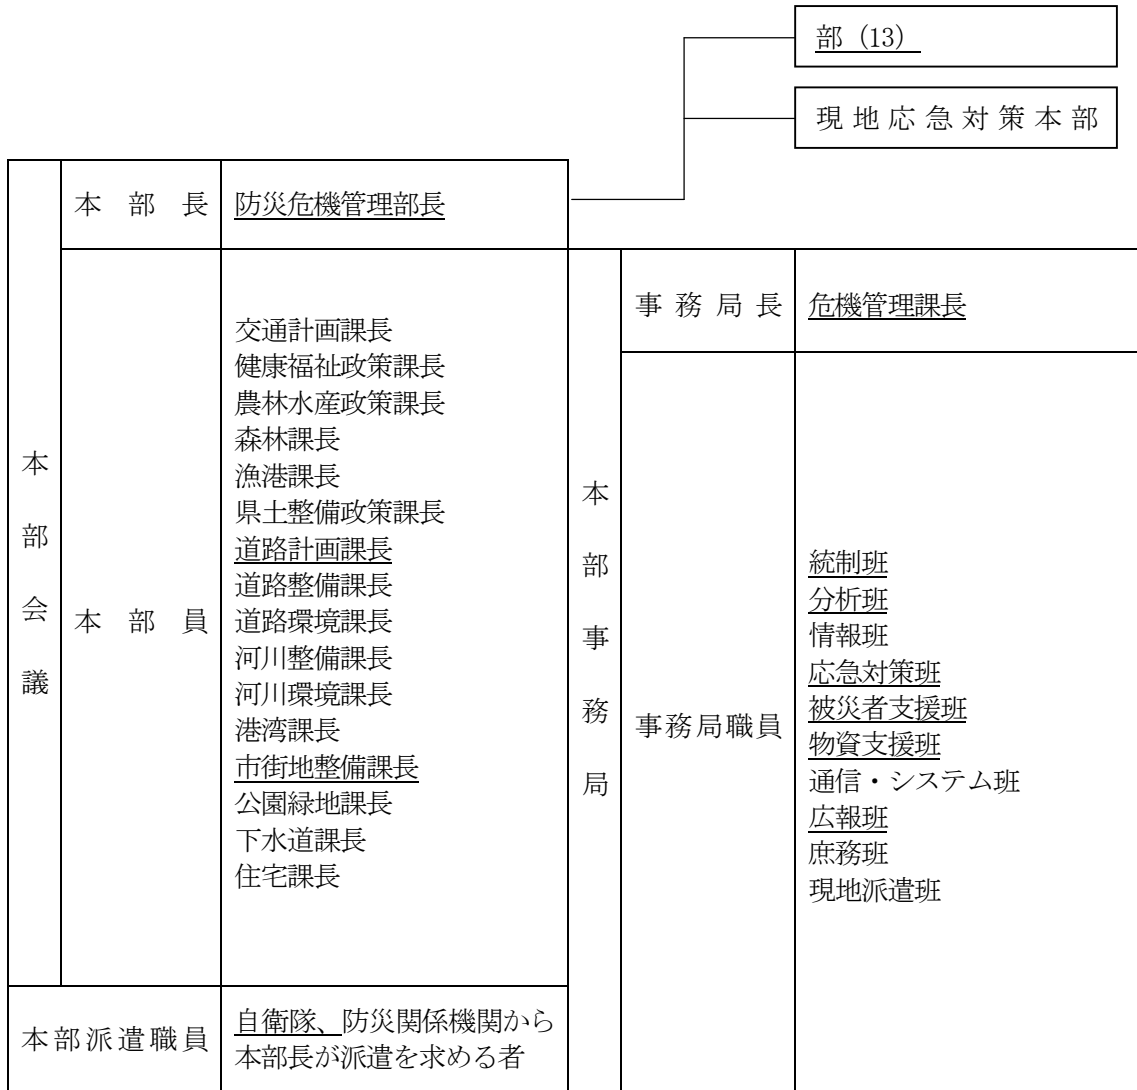 部（13）
現地応急対策本部
本部会議
本部長
防災危機管理部長
本部員
交通計画課長
健康福祉政策課長
農林水産政策課長
森林課長
漁港課長
県土整備政策課長
道路計画課長
道路整備課長
道路環境課長
河川整備課長
河川環境課長
港湾課長
市街地整備課長
公園緑地課長
下水道課長
住宅課長
本部派遣職員
自衛隊、防災関係機関から
本部長が派遣を求める者
本部事務局
事務局長
危機管理課長
事務局職員
統制班
分析班
情報班
応急対策班
被災者支援班
物資支援班
通信・システム班
広報班
庶務班
現地派遣班